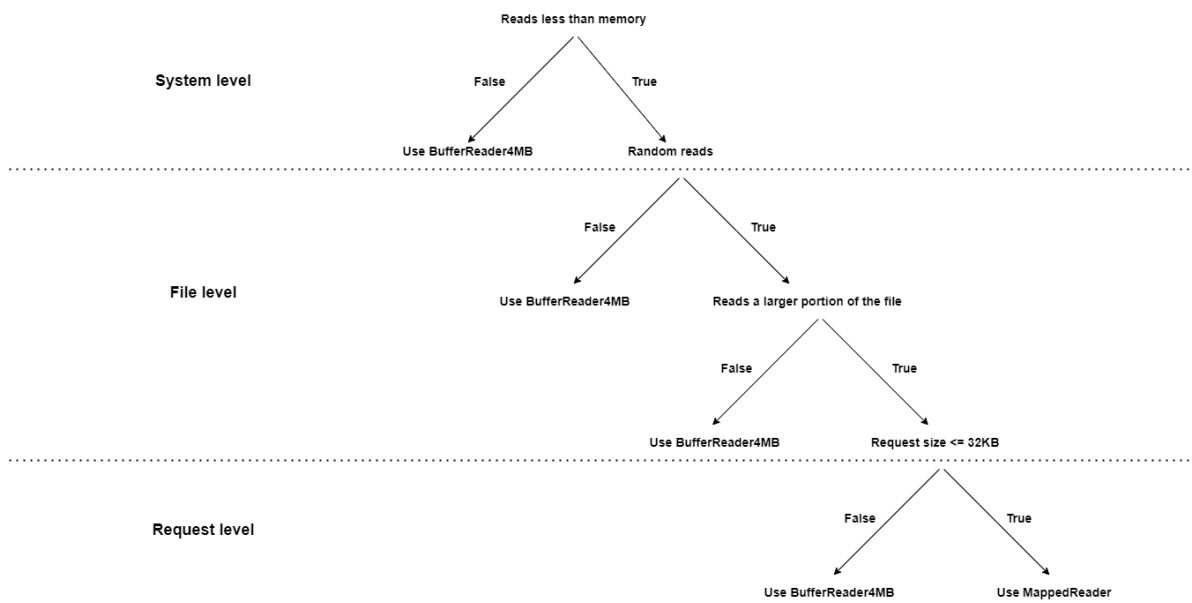 Reads less than memory
System level
False
True
Use BufferReader4MB
Random reads
False
True
File level
Use BufferReader4MB
Reads a larger portion of the file
False
True
Use BufferReader4MB
Request size <= 32KB
Request level
False
True
Use BufferReader4MB
Use MappedReader